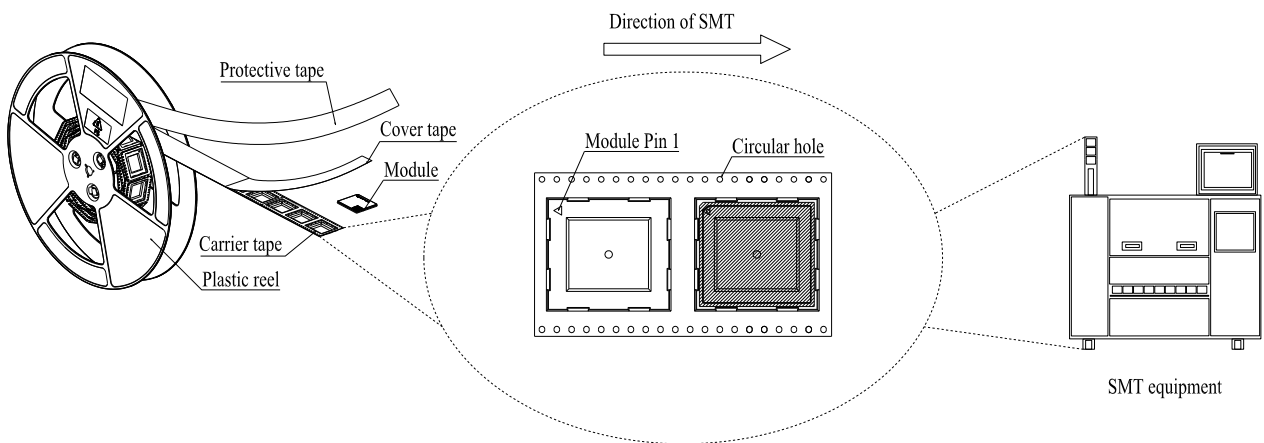 Direction of SMT
Protective tape
Cover tape
Module
Carrier tape
Plastic reel
Module Pin 1
Circular hole
SMT equipment